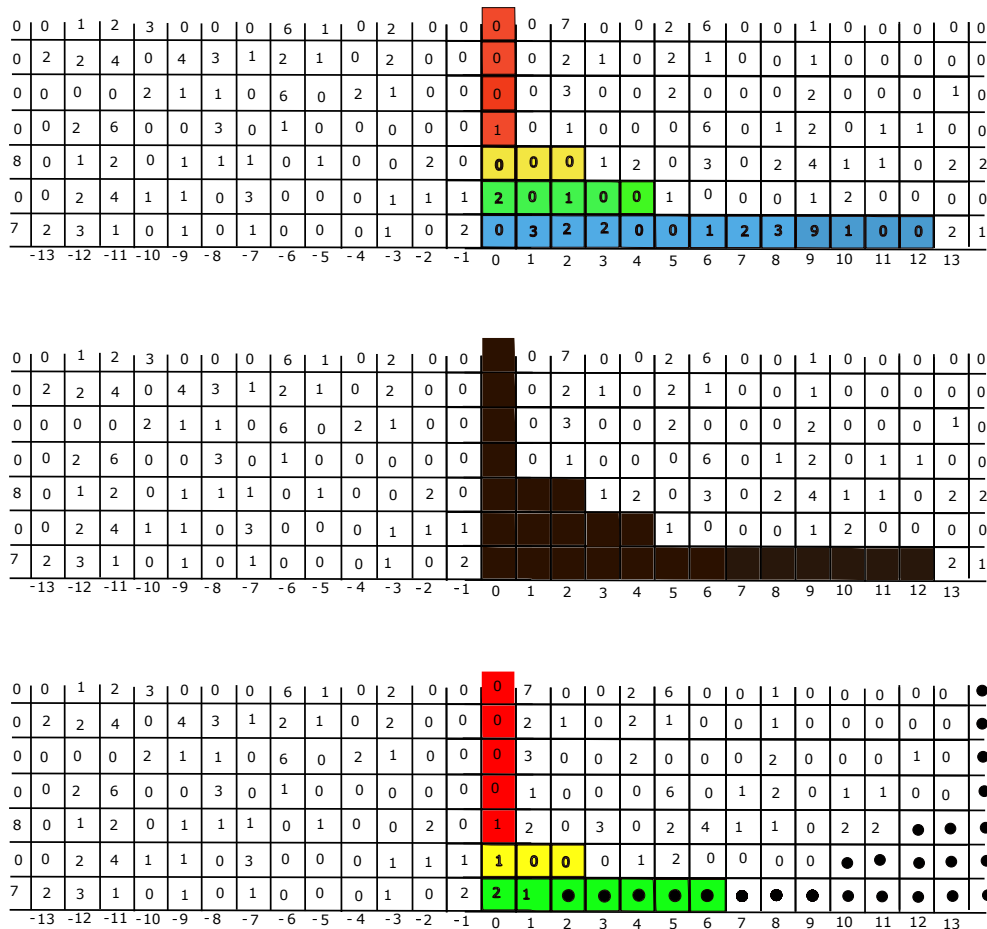 0 0 1 2 3 0 0 0 6 1 0 2 0 0 0 0 7 0 0 2 6 0 0 1 0 0 0 0 0
0 2 2 4 0 4 3 1 2 1 0 2 0 0 0 0 2 1 0 2 1 0 0 1 0 0 0 0 0
0 0 0 0 2 1 1 0 6 0 2 1 0 0 0 0 3 0 0 2 0 0 0 2 0 0 0 1 0
0 0 2 6 0 0 3 0 1 0 0 0 0 0 1 0 1 0 0 0 6 0 1 2 0 1 1 0 0
8 0 1 2 0 1 1 1 0 1 0 0 2 0 0 0 0 1 2 0 3 0 2 4 1 1 0 2 2
0 0 2 4 1 1 0 3 0 0 0 1 1 1 2 0 1 0 0 1 0 0 0 1 2 0 0 0 0
7 2 3 1 0 1 0 1 0 0 0 1 0 2 0 3 2 2 0 0 1 2 3 9 1 0 0 2 1
-13 -12 -11 -10 -9 -8 -7 -6 -5 -4 -3 -2 -1 0 1 2 3 4 5 6 7 8 9 10 11 12 13
0 0 1 2 3 0 0 0 6 1 0 2 0 0 0 7 0 0 2 6 0 0 1 0 0 0 0 0
0 2 2 4 0 4 3 1 2 1 0 2 0 0 0 2 1 0 2 1 0 0 1 0 0 0 0 0
0 0 0 0 2 1 1 0 6 0 2 1 0 0 0 3 0 0 2 0 0 0 2 0 0 0 1 0
0 0 2 6 0 0 3 0 1 0 0 0 0 0 0 1 0 0 0 6 0 1 2 0 1 1 0 0
8 0 1 2 0 1 1 1 0 1 0 0 2 0 1 2 0 3 0 2 4 1 1 0 2 2
0 0 2 4 1 1 0 3 0 0 0 1 1 1 1 0 0 0 1 2 0 0 0 0
7 2 3 1 0 1 0 1 0 0 0 1 0 2 2 1
-13 -12 -11 -10 -9 -8 -7 -6 -5 -4 -3 -2 -1 0 1 2 3 4 5 6 7 8 9 10 11 12 13
0 0 1 2 3 0 0 0 6 1 0 2 0 0 0 7 0 0 2 6 0 0 1 0 0 0 0 0 ●
0 2 2 4 0 4 3 1 2 1 0 2 0 0 0 2 1 0 2 1 0 0 1 0 0 0 0 0 ●
0 0 0 0 2 1 1 0 6 0 2 1 0 0 0 3 0 0 2 0 0 0 2 0 0 0 1 0 ●
0 0 2 6 0 0 3 0 1 0 0 0 0 0 0 1 0 0 0 6 0 1 2 0 1 1 0 0 ●
8 0 1 2 0 1 1 1 0 1 0 0 2 0 1 2 0 3 0 2 4 1 1 0 2 2 ● ● ●
0 0 2 4 1 1 0 3 0 0 0 1 1 1 1 0 0 0 1 2 0 0 0 0 ● ● ● ● ●
7 2 3 1 0 1 0 1 0 0 0 1 0 2 2 1 ● ● ● ● ● ● ● ● ● ● ● ● ●
-13 -12 -11 -10 -9 -8 -7 -6 -5 -4 -3 -2 -1 0 1 2 3 4 5 6 7 8 9 10 11 12 13